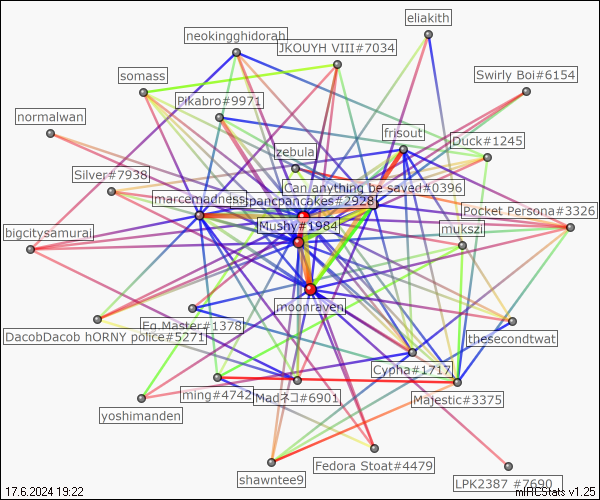 eliakith
neokingghidorah
JKOUYH VIII#7034
somass
Swirly Boi#6154
Pikabro#9971
normalwan
frisout
Duck#1245
zebula
Silver#7938
Can anything be saved#0396
marcemadness
spancpancakes#2928
Pocket Persona#3326
Mushy#1984
mukszi
bigcitysamurai
moonraven
Eg Master#1378
DacobDacob hORNY police#5271
thesecondtwat
Cypha#1717
ming#4742
Madネコ#6901
Majestic#3375
yoshimanden
Fedora Stoat#4479
shawntee9
LPK2387 #7690
17.6.2024 19:22
mIRCStats v1.25